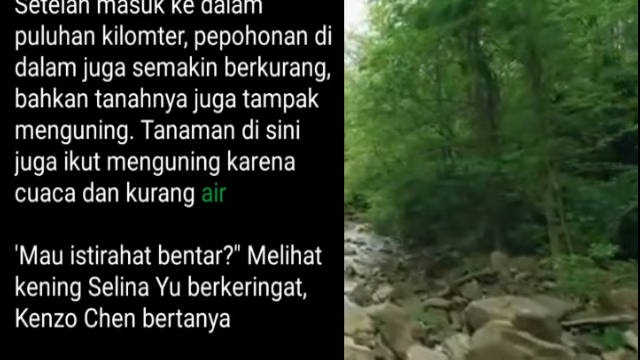 Setelah masuk ke dalam
puluhan kilomter, pepohonan di
dalam juga semakin berkurang,
bahkan tanahnya juga tampak
menguning. Tanaman di sini
juga ikut menguning karena
cuaca dan kurang air
'Mau istirahat bentar?" Melihat
kening Selina Yu berkeringat,
Kenzo Chen bertanya